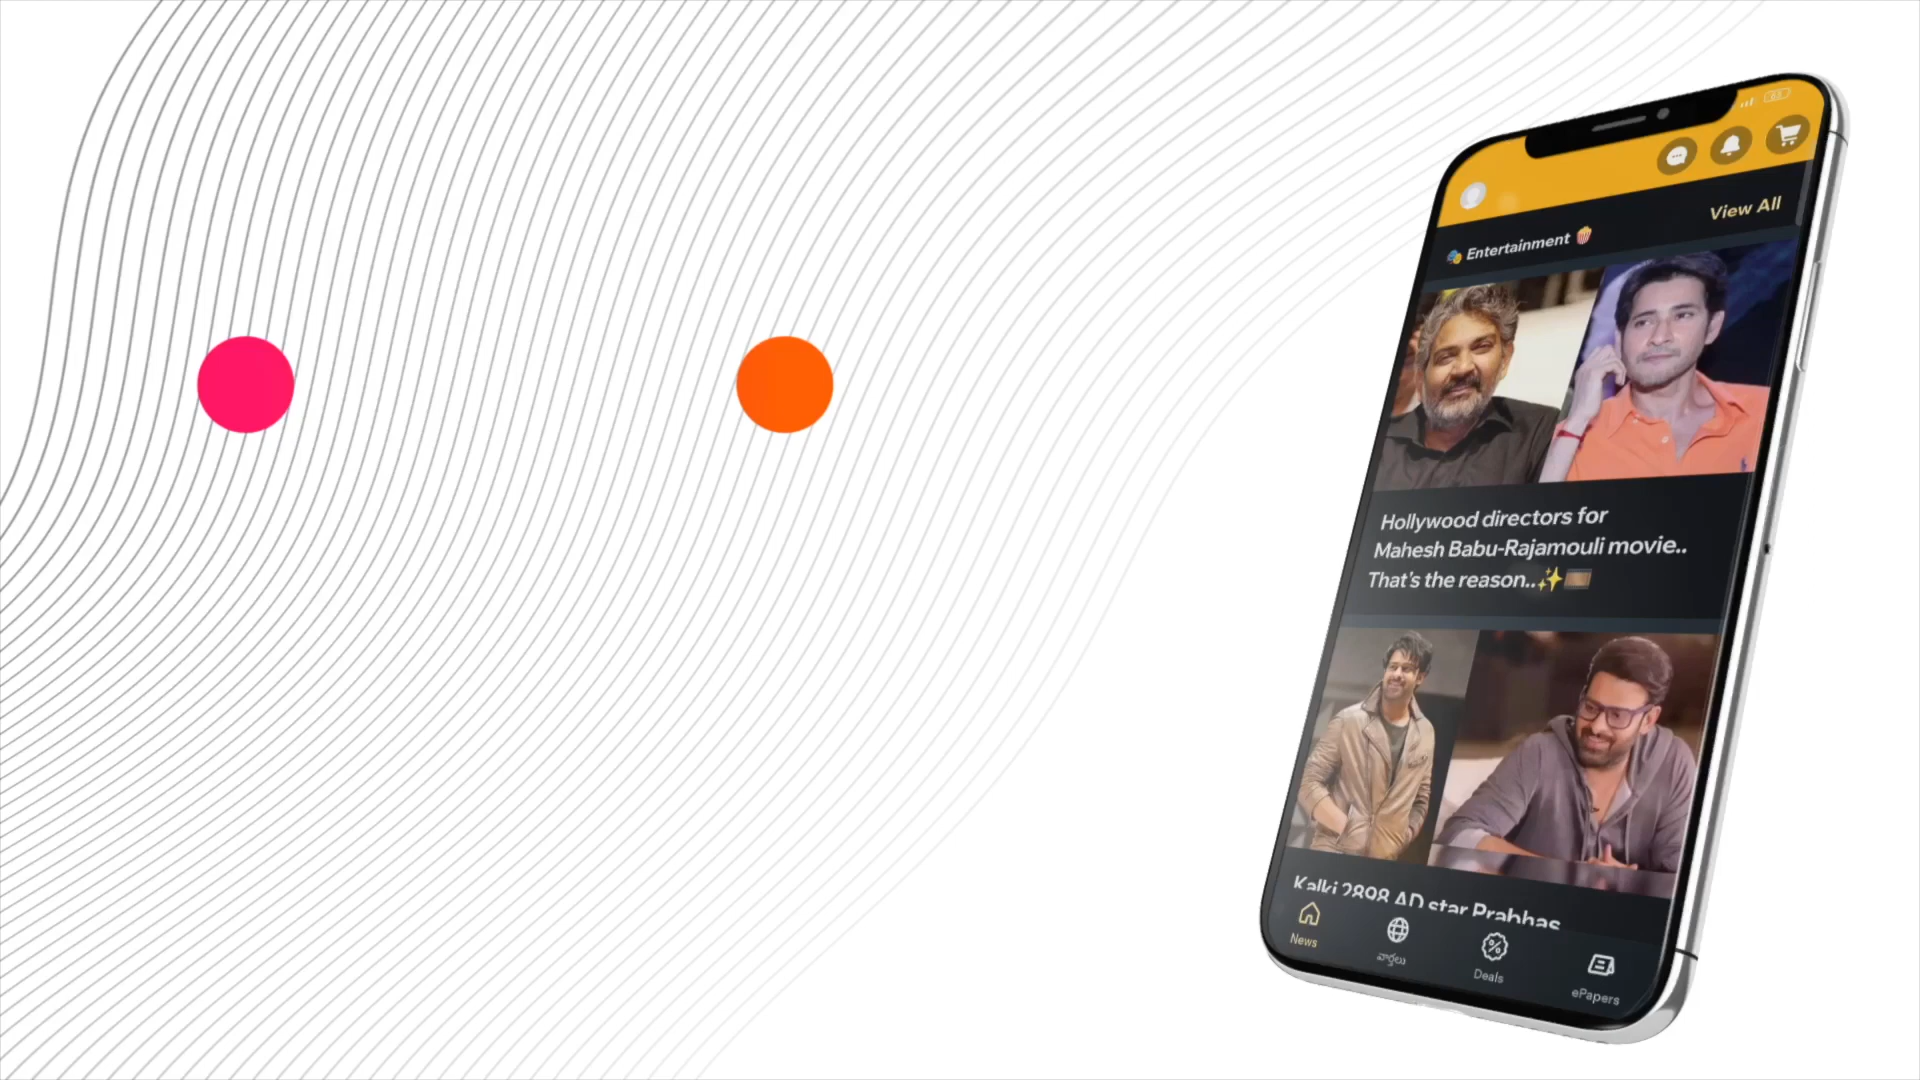 View All
🎭 Entertainment 🍿
Hollywood directors for
Mahesh Babu-Rajamouli movie..
That's the reason..✨🎞️
Kalki 2898 AD star Prabhas
News
వార్తలు
Deals
ePapers